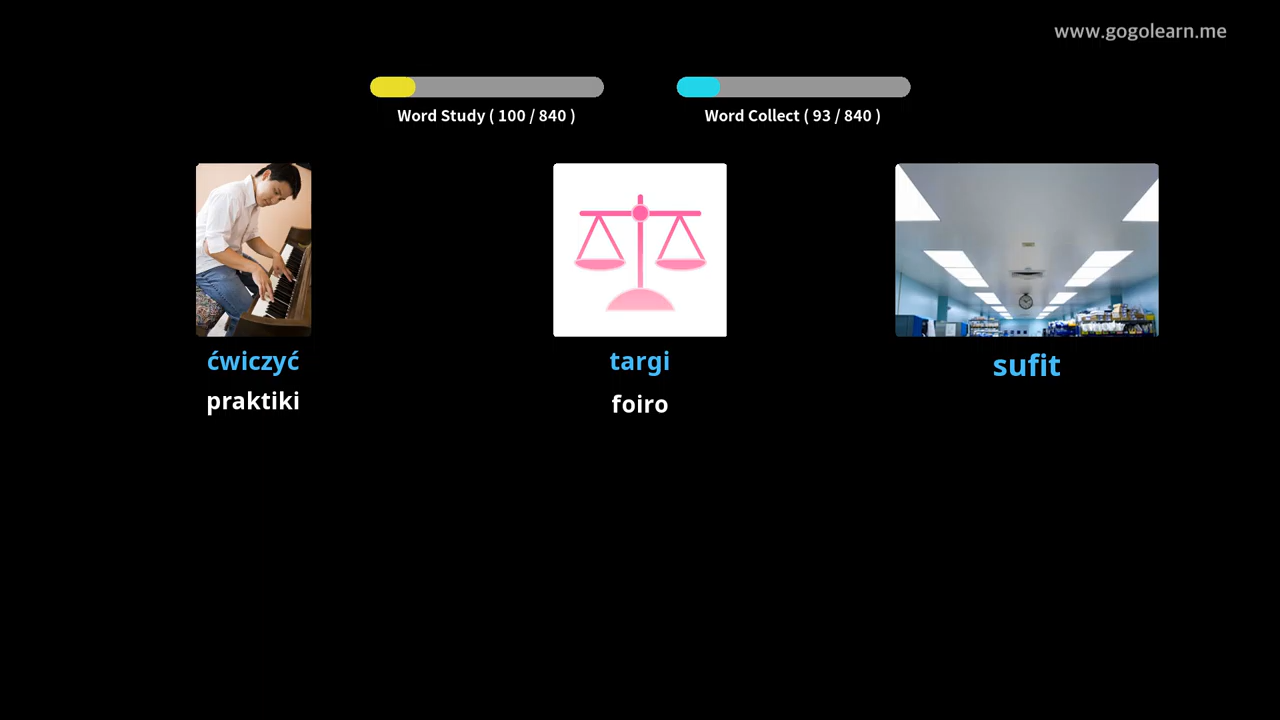 www.gogolearn.me
Word Study ( 100 / 840 )
Word Collect ( 93 / 840 )
ćwiczyć
praktiki
targi
foiro
sufit